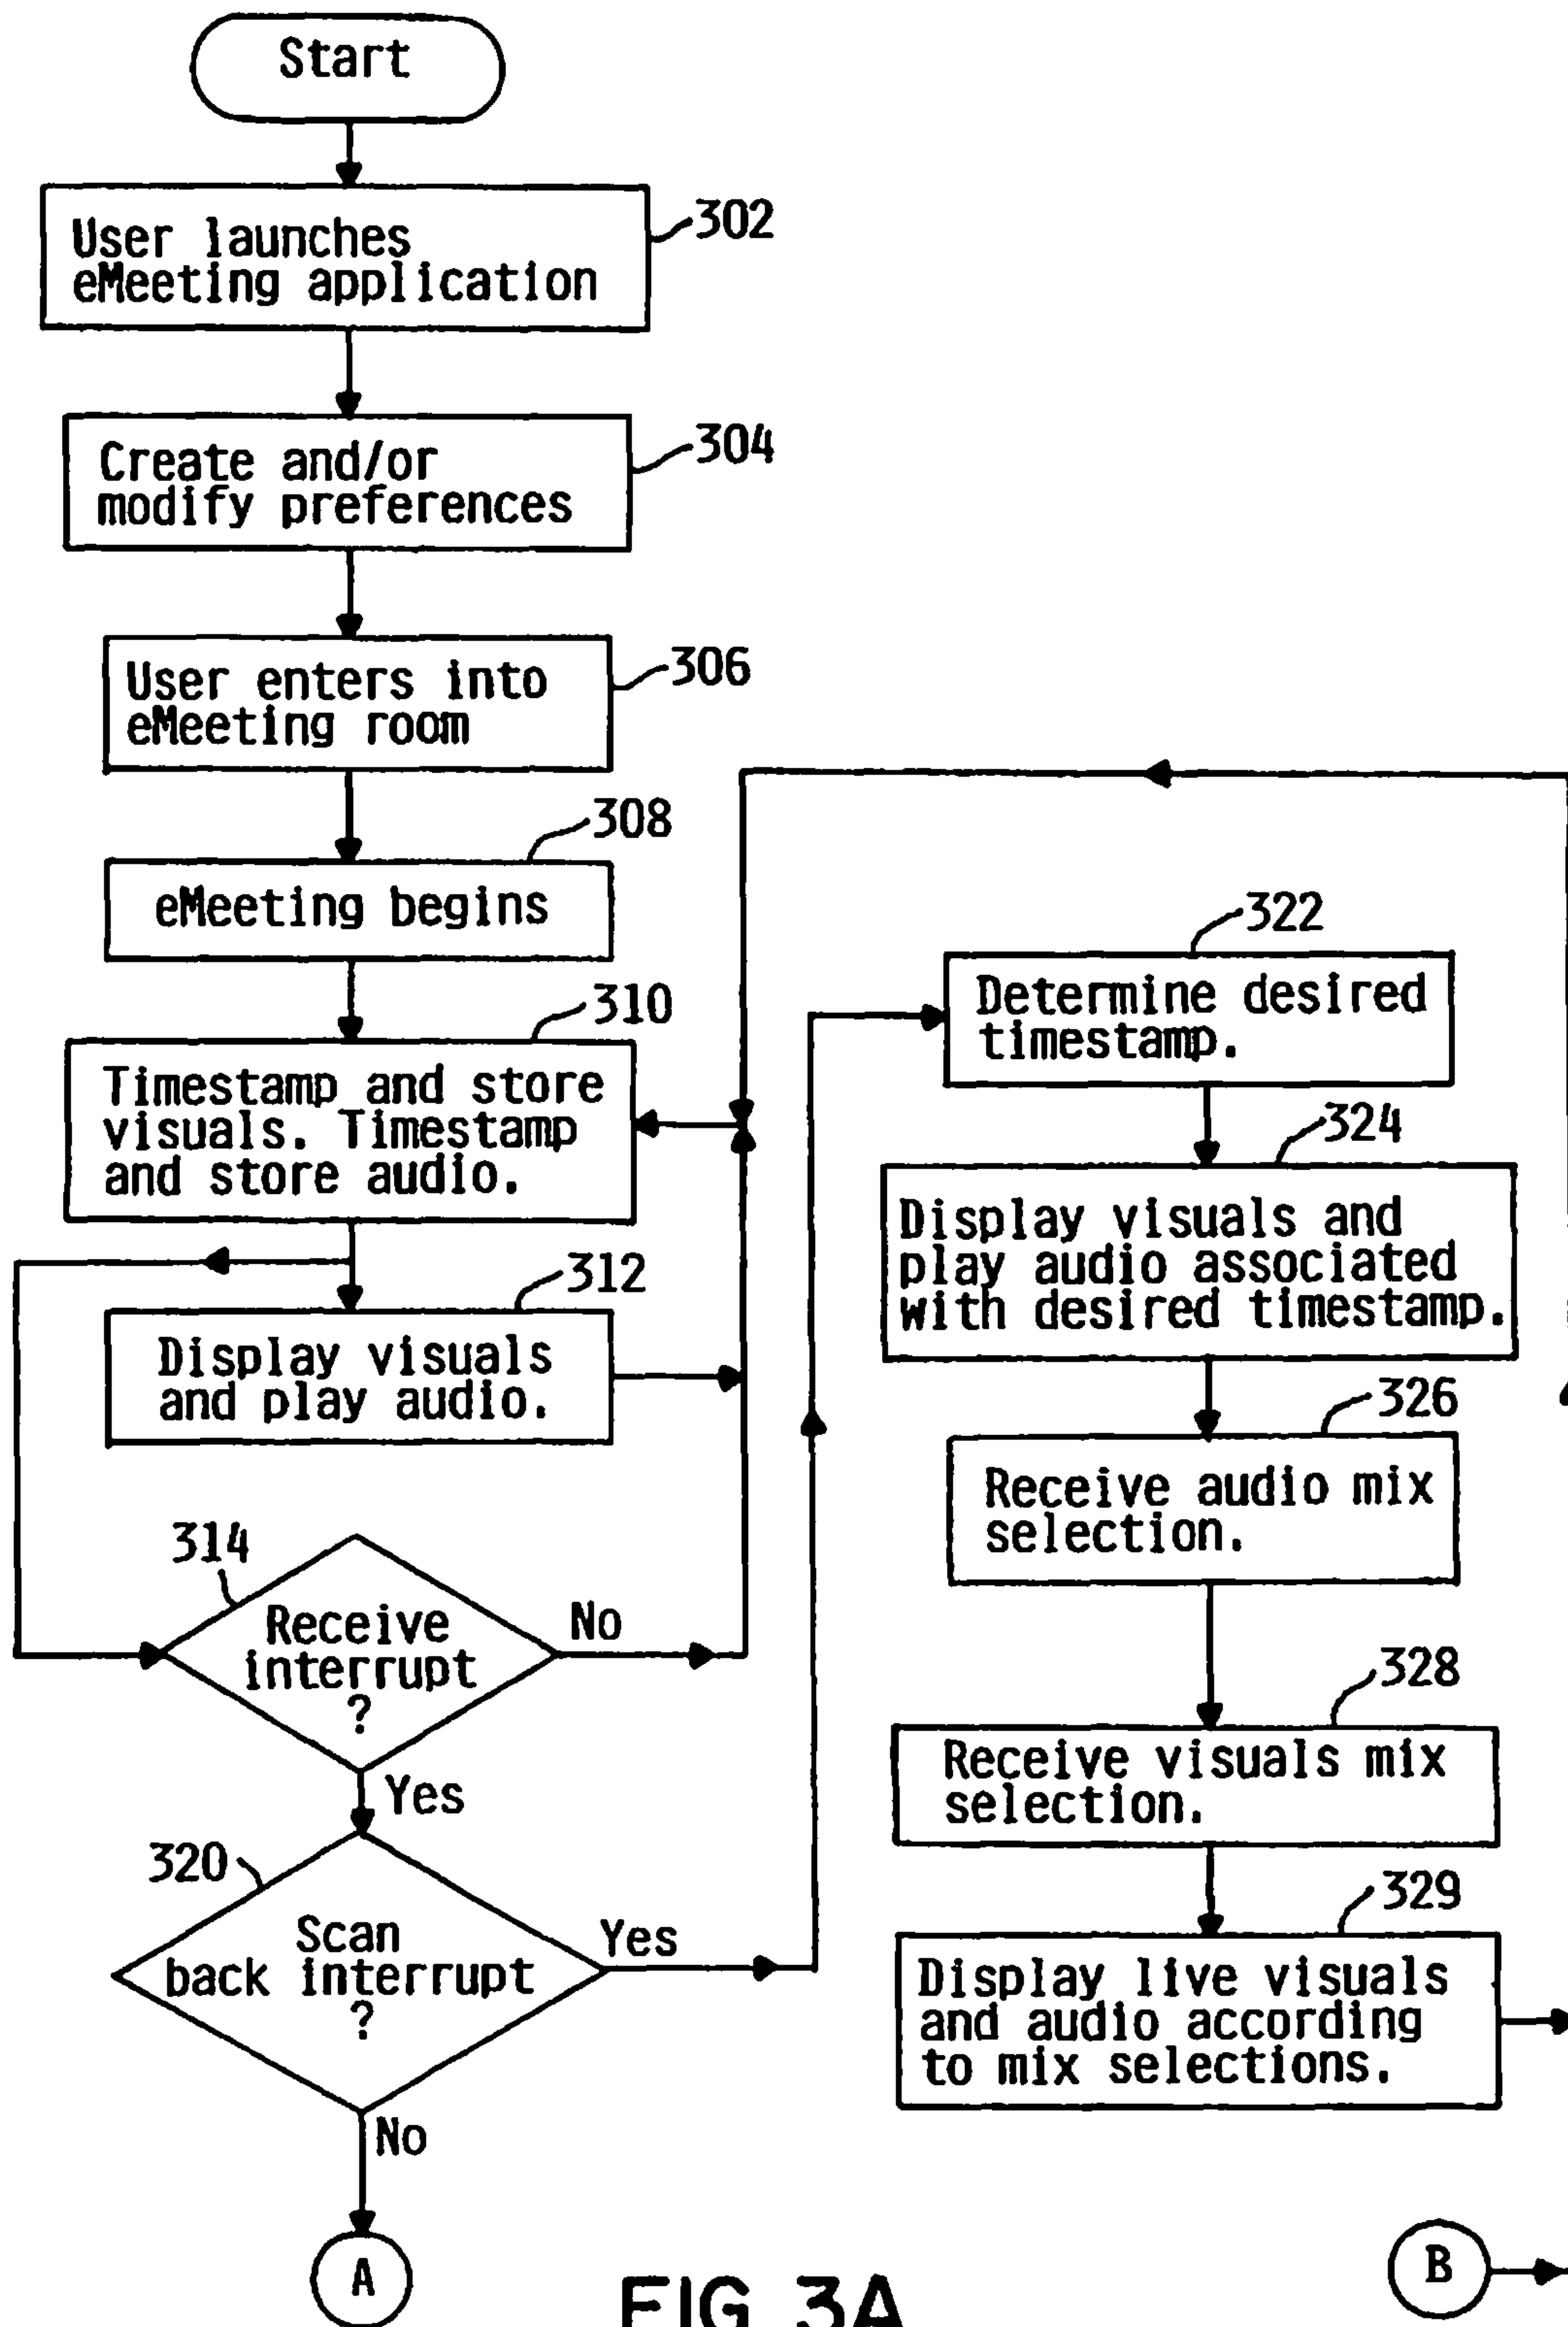 Start
User launches
eMeeting application
302
Create and/or
modify preferences
304
User enters into
eMeeting room
306
308
eMeeting begins
310
Timestamp and store
visuals. Timestamp
and store audio.
312
Display visuals
and play audio.
314
Receive
interrupt
?
No
Yes
320
Scan
back interrupt
?
Yes
No
A
322
Determine desired
timestamp.
324
Display visuals and
play audio associated
with desired timestamp.
326
Receive audio mix
selection.
328
Receive visuals mix
selection.
329
Display live visuals
and audio according
to mix selections.
B
FIG 3A